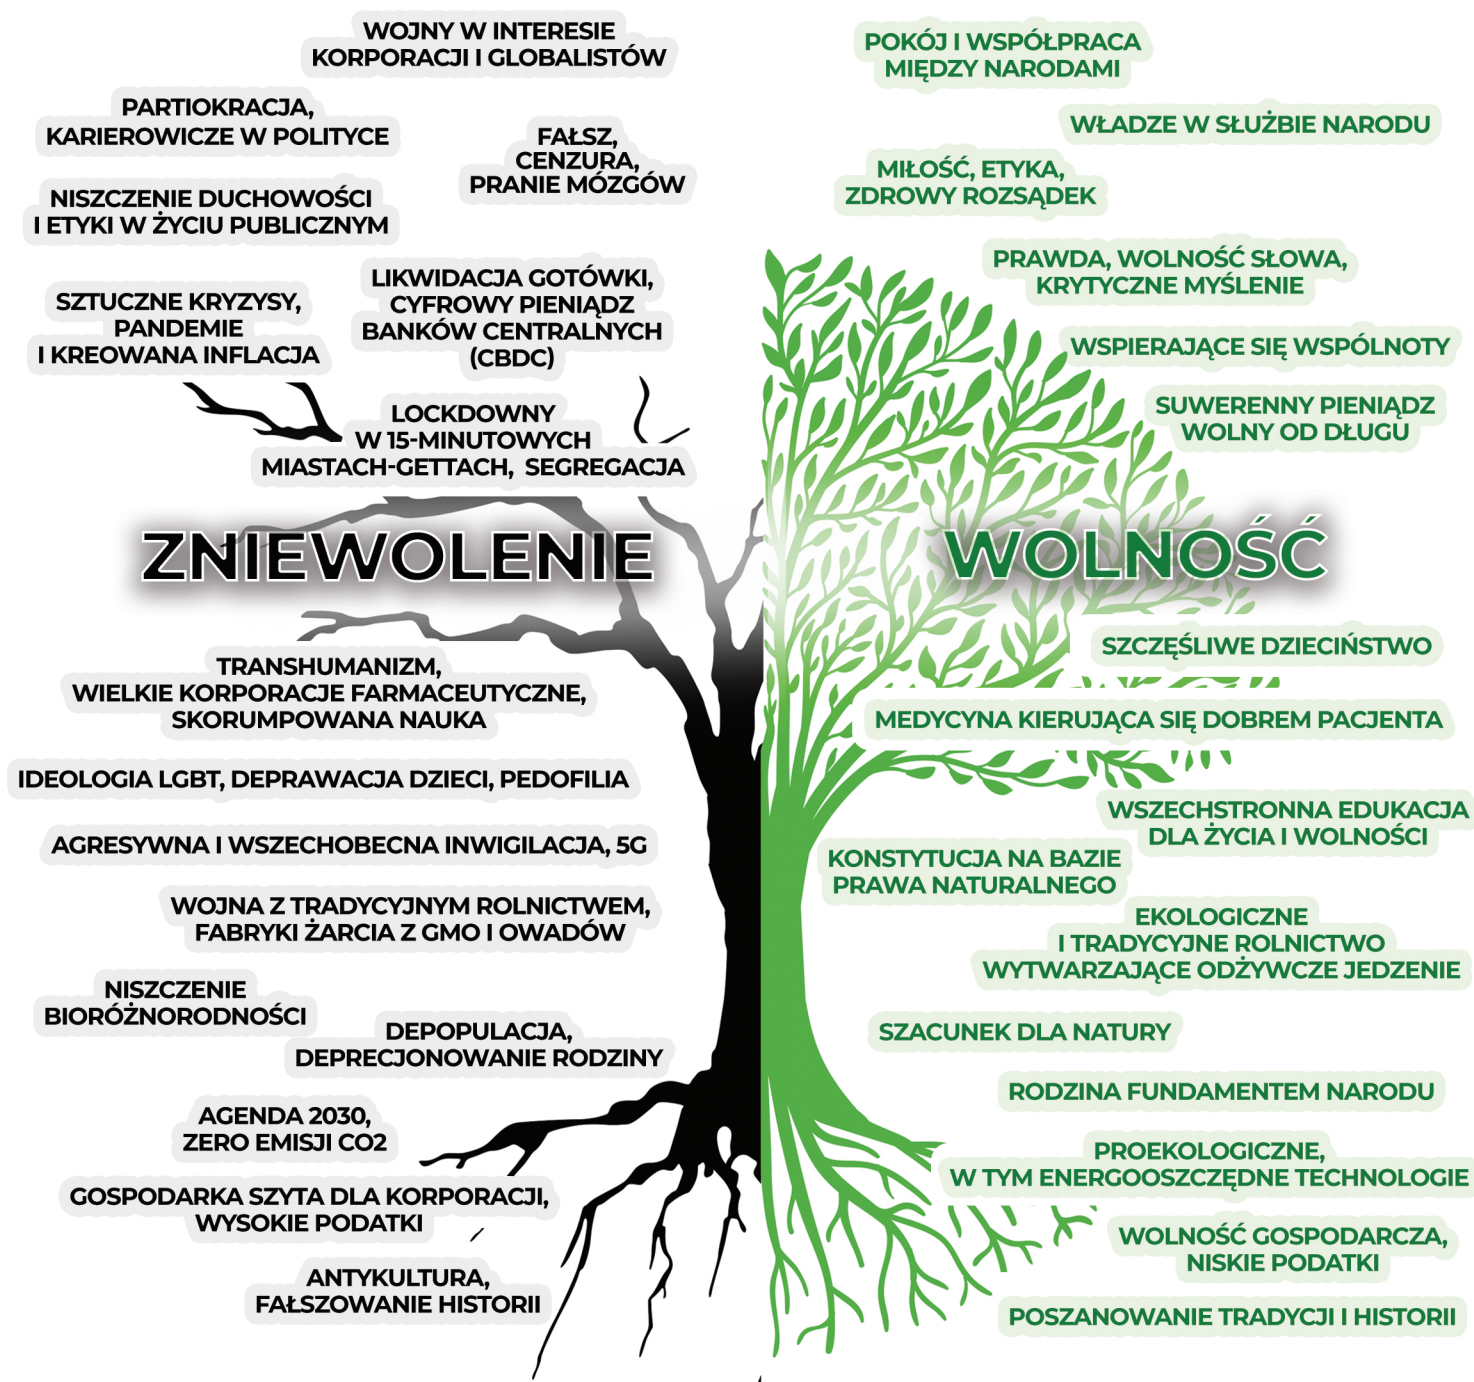 WOJNY W INTERESIE
KORPORACJI I GLOBALISTÓW
PARTIOKRACJA,
KARIEROWICZE W POLITYCE
FAŁSZ,
CENZURA,
PRANIE MÓZGÓW
NISZCZENIE DUCHOWOŚCI
I ETYKI W ŻYCIU PUBLICZNYM
SZTUCZNE KRYZYSY,
PANDEMIE
I KREOWANA INFLACJA
LIKWIDACJA GOTÓWKI,
CYFROWY PIENIĄDZ
BANKÓW CENTRALNYCH
(CBDC)
LOCKDOWNY
W 15-MINUTOWYCH
MIASTACH-GETTACH, SEGREGACJA
ZNIEWOLENIE
TRANSHUMANIZM,
WIELKIE KORPORACJE FARMACEUTYCZNE,
SKORUMPOWANA NAUKA
IDEOLOGIA LGBT, DEPRAWACJA DZIECI, PEDOFILIA
AGRESYWNA I WSZECHOBECNA INWIGILACJA, 5G
WOJNA Z TRADYCYJNYM ROLNICTWEM,
FABRYKI ŻARCIA Z GMO I OWADÓW
NISZCZENIE
BIORÓŻNORODNOŚCI
DEPOPULACJA,
DEPRECJONOWANIE RODZINY
AGENDA 2030,
ZERO EMISJI CO2
GOSPODARKA SZYTA DLA KORPORACJI,
WYSOKIE PODATKI
ANTYKULTURA,
FAŁSZOWANIE HISTORII
POKÓJ I WSPÓŁPRACA
MIĘDZY NARODAMI
WŁADZE W SŁUŻBIE NARODU
MIŁOŚĆ, ETYKA,
ZDROWY ROZSĄDEK
PRAWDA, WOLNOŚĆ SŁOWA,
KRYTYCZNE MYŚLENIE
WSPIERAJĄCE SIĘ WSPÓLNOTY
SUWERENNY PIENIĄDZ
WOLNY OD DŁUGU
WOLNOŚĆ
SZCZĘŚLIWE DZIECIŃSTWO
MEDYCYNA KIERUJĄCA SIĘ DOBREM PACJENTA
WSZECHSTRONNA EDUKACJA
DLA ŻYCIA I WOLNOŚCI
KONSTYTUCJA NA BAZIE
PRAWA NATURALNEGO
EKOLOGICZNE
I TRADYCYJNE ROLNICTWO
WYTWARZAJĄCE ODŻYWCZE JEDZENIE
SZACUNEK DLA NATURY
RODZINA FUNDAMENTEM NARODU
PROEKOLOGICZNE,
W TYM ENERGOOSZCZĘDNE TECHNOLOGIE
WOLNOŚĆ GOSPODARCZA,
NISKIE PODATKI
POSZANOWANIE TRADYCJI I HISTORII